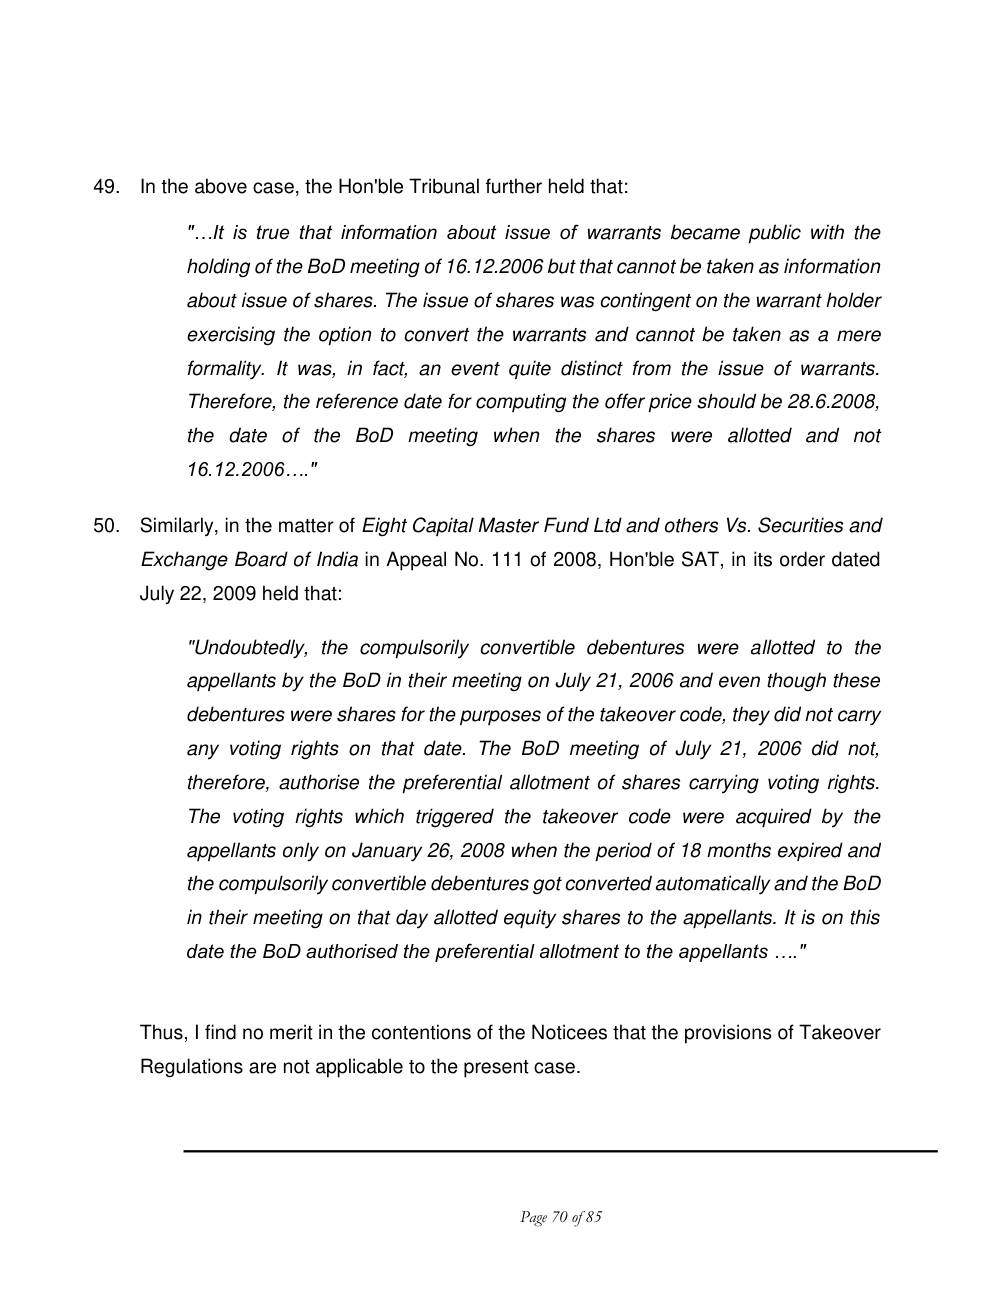 49. In the above case, the Hon'ble Tribunal further held that:
"…It is true that information about issue of warrants became public with the
holding of the BoD meeting of 16.12.2006 but that cannot be taken as information
about issue of shares. The issue of shares was contingent on the warrant holder
exercising the option to convert the warrants and cannot be taken as a mere
formality. It was, in fact, an event quite distinct from the issue of warrants.
Therefore, the reference date for computing the offer price should be 28.6.2008,
the date of the BoD meeting when the shares were allotted and not
16.12.2006…."
50. Similarly, in the matter of Eight Capital Master Fund Ltd and others Vs. Securities and
Exchange Board of India in Appeal No. 111 of 2008, Hon'ble SAT, in its order dated
July 22, 2009 held that:
"Undoubtedly, the compulsorily convertible debentures were allotted to the
appellants by the BoD in their meeting on July 21, 2006 and even though these
debentures were shares for the purposes of the takeover code, they did not carry
any voting rights on that date. The BoD meeting of July 21, 2006 did not,
therefore, authorise the preferential allotment of shares carrying voting rights.
The voting rights which triggered the takeover code were acquired by the
appellants only on January 26, 2008 when the period of 18 months expired and
the compulsorily convertible debentures got converted automatically and the BoD
in their meeting on that day allotted equity shares to the appellants. It is on this
date the BoD authorised the preferential allotment to the appellants …."
Thus, I find no merit in the contentions of the Noticees that the provisions of Takeover
Regulations are not applicable to the present case.
Page 70 of 85